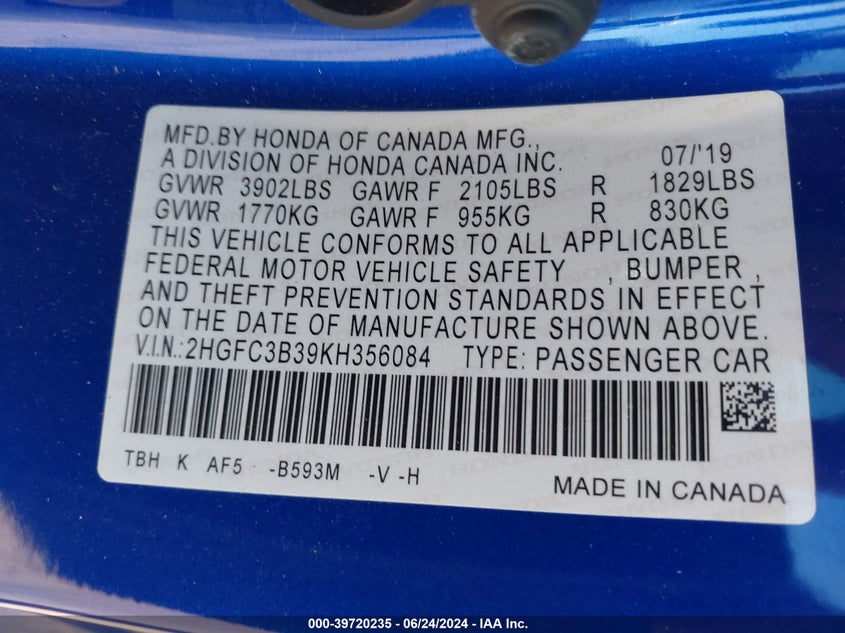 MFD.BY HONDA OF CANADA MFG.,
A DIVISION OF HONDA CANADA INC. 07/'19
GVWR 3902LBS GAWR F 2105LBS R 1829LBS
GVWR 1770KG GAWR F 955KG R 830KG
THIS VEHICLE CONFORMS TO ALL APPLICABLE
FEDERAL MOTOR VEHICLE SAFETY , BUMPER ,
AND THEFT PREVENTION STANDARDS IN EFFECT
ON THE DATE OF MANUFACTURE SHOWN ABOVE.
V.I.N.:2HGFC3B39KH356084 TYPE: PASSENGER CAR
TBH K AF5 -B593M -V -H
MADE IN CANADA
000-39720235 - 06/24/2024 - IAA Inc.